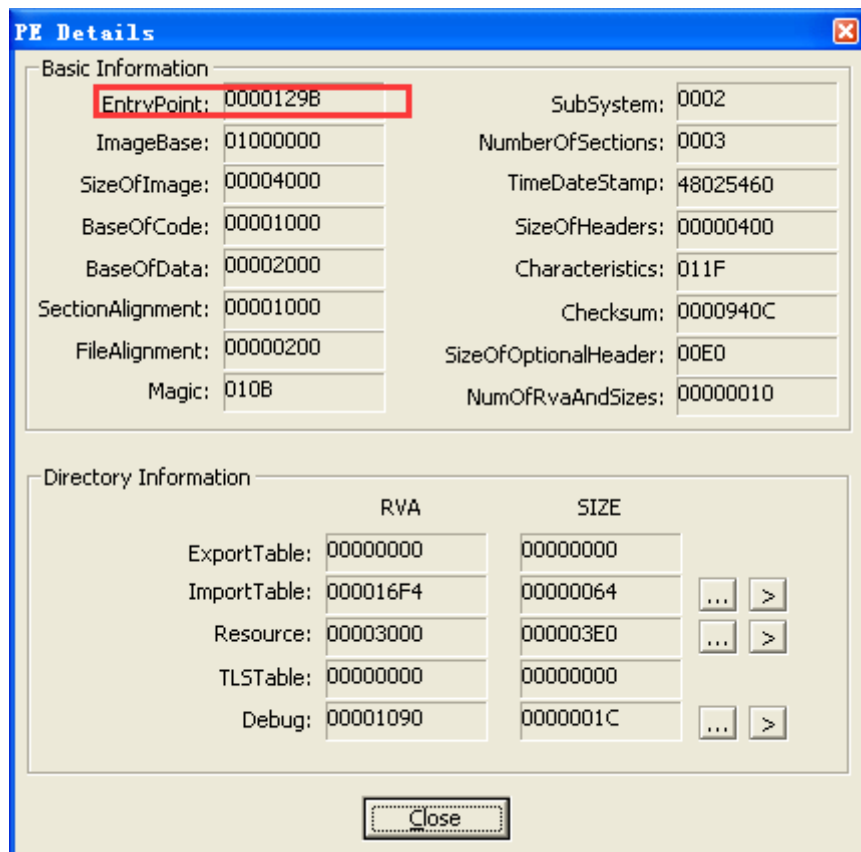 PE Details
Basic Information
EntryPoint: 0000129B
SubSystem: 0002
ImageBase: 01000000
NumberOfSections: 0003
SizeOfImage: 00004000
TimeDateStamp: 48025460
BaseOfCode: 00001000
SizeOfHeaders: 00000400
BaseOfData: 00002000
Characteristics: 011F
SectionAlignment: 00001000
Checksum: 0000940C
FileAlignment: 00000200
SizeOfOptionalHeader: 00E0
Magic: 010B
NumOfRvaAndSizes: 00000010
Directory Information
RVA SIZE
ExportTable: 00000000 00000000
ImportTable: 000016F4 00000064 ... >
Resource: 00003000 000003E0 ... >
TLSTable: 00000000 00000000
Debug: 00001090 0000001C ... >
Close